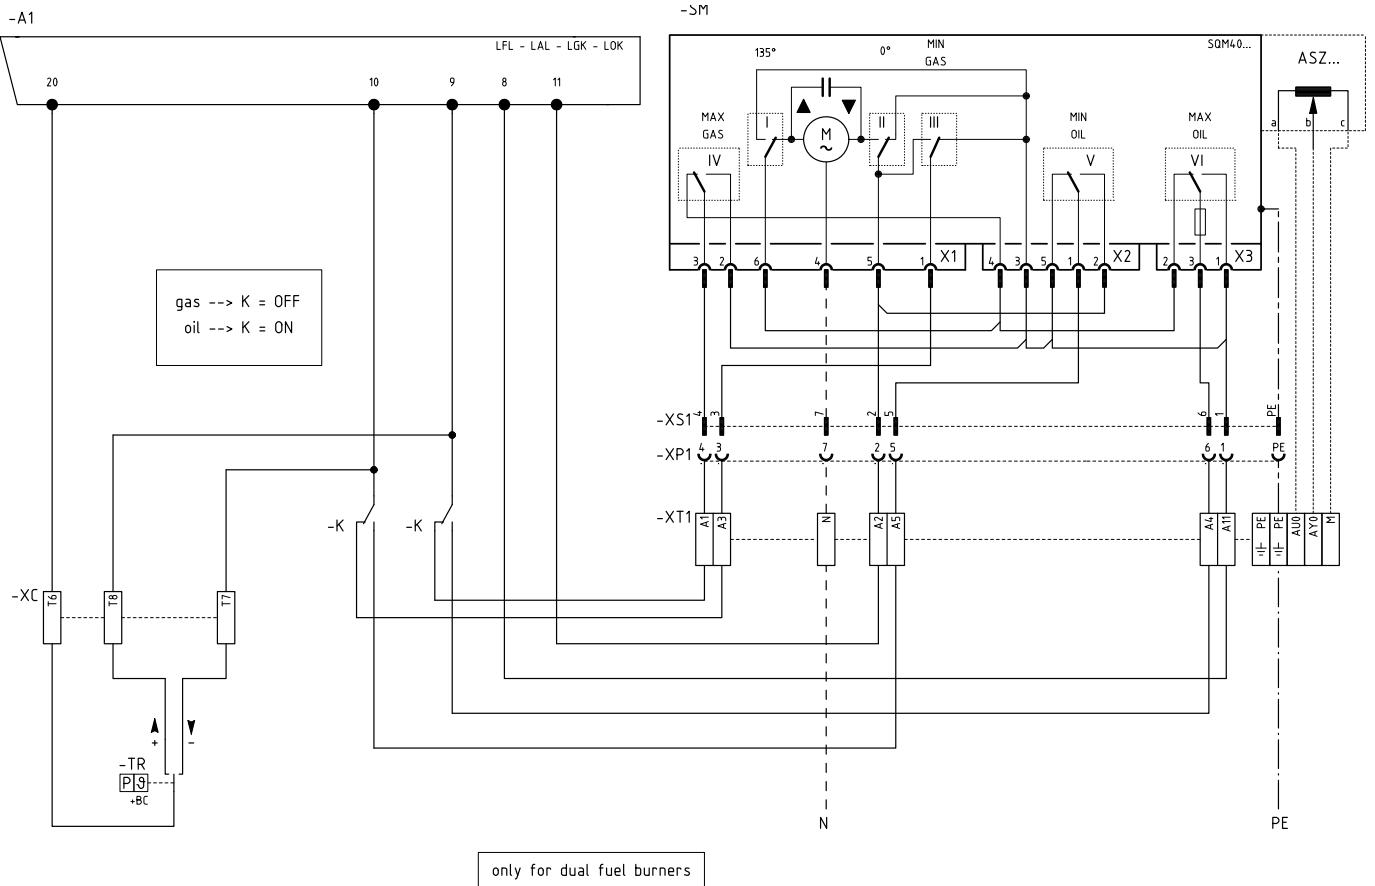 -A1
-SM
LFL - LAL - LGK - LOK
20
10
9
8
11
135°
0°
MIN
GAS
SQM40...
ASZ...
a
b
c
MAX
GAS
I
M
~
II
III
MIN
OIL
MAX
OIL
IV
V
VI
3
2
6
4
5
1
X1
4
3
5
1
2
X2
2
3
1
X3
gas --> K = OFF
oil --> K = ON
-XS1
4
3
7
2
5
6
1
PE
-XP1
4
3
7
2
5
6
1
PE
-XT1
A1
A3
N
A2
A5
A4
A11
PE
PE
AU0
AY0
M
-K
-K
-XC
T6
T8
T7
+
-
-TR
P
ϑ
+BC
N
PE
only for dual fuel burners